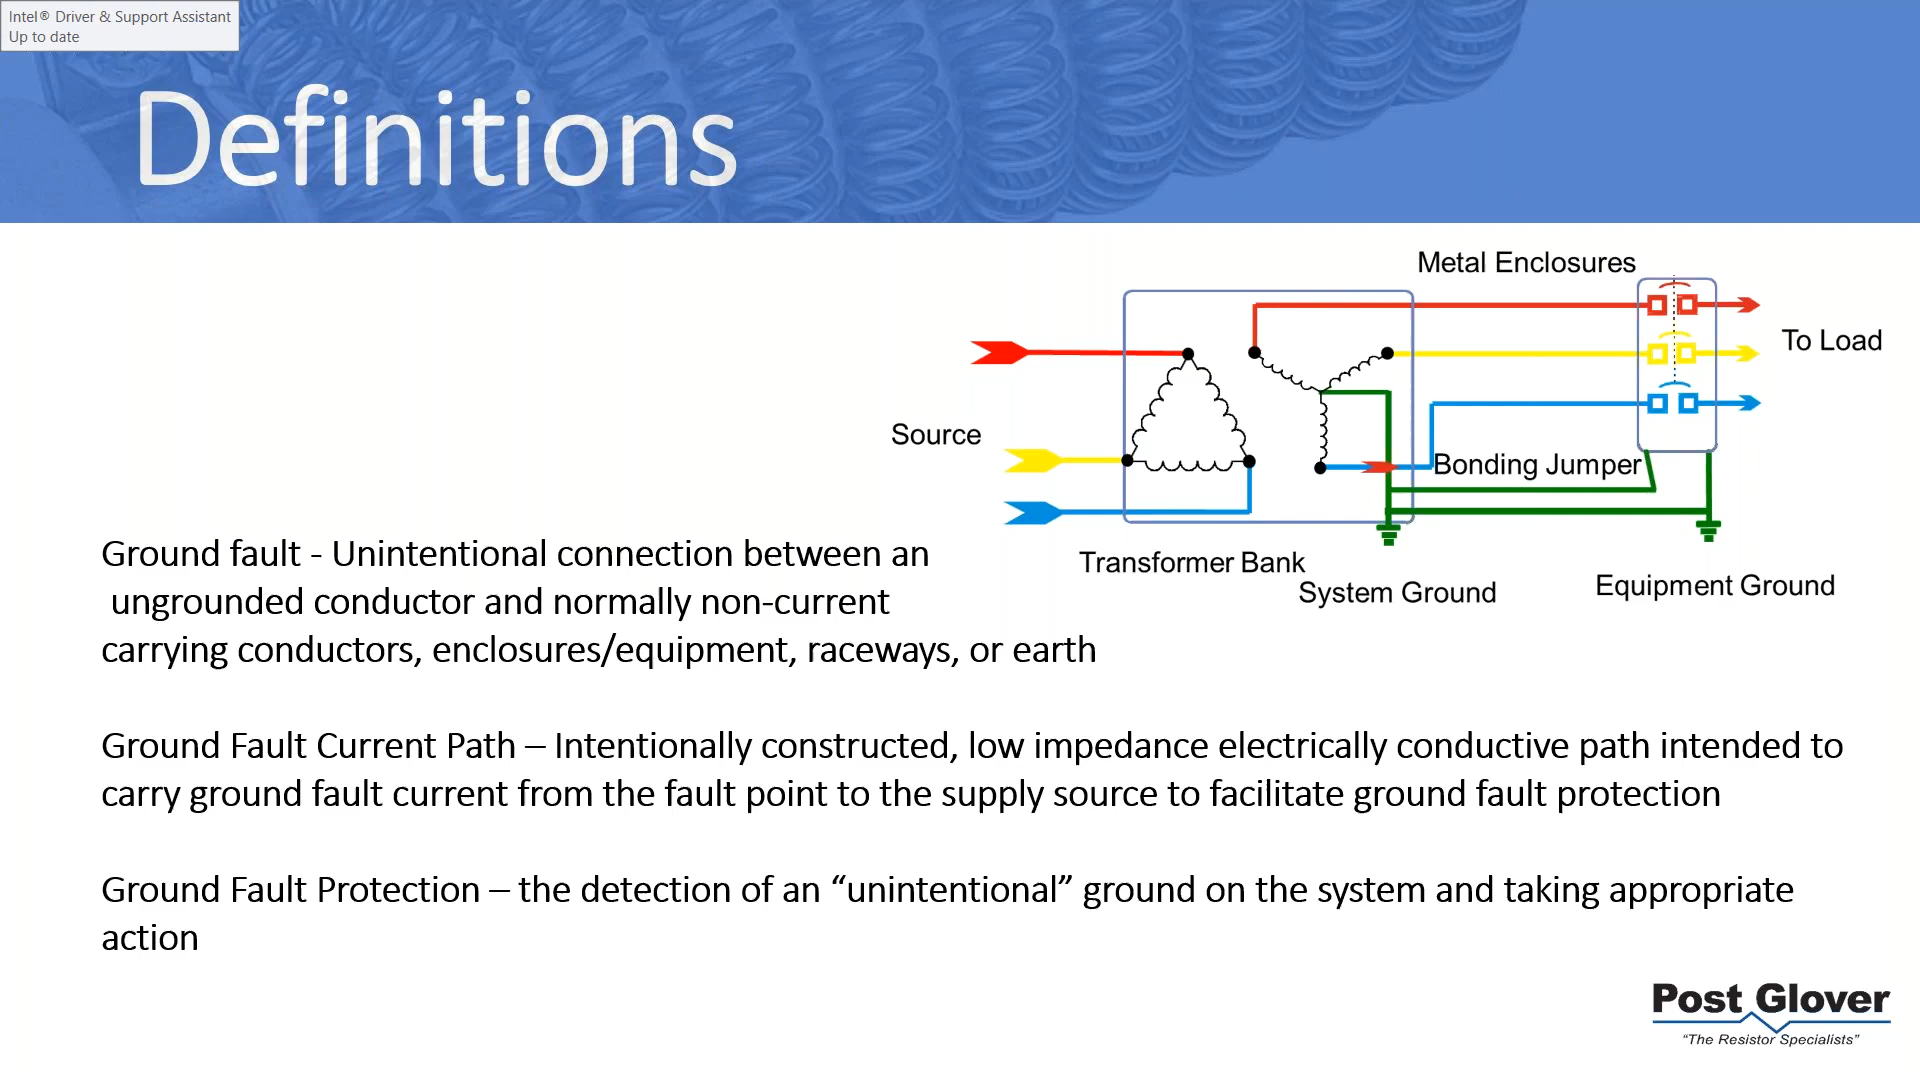 Intel® Driver & Support Assistant
Up to date
Definitions
Metal Enclosures
To Load
Source
Bonding Jumper
Transformer Bank
System Ground
Equipment Ground
Ground fault - Unintentional connection between an
ungrounded conductor and normally non-current
carrying conductors, enclosures/equipment, raceways, or earth
Ground Fault Current Path – Intentionally constructed, low impedance electrically conductive path intended to
carry ground fault current from the fault point to the supply source to facilitate ground fault protection
Ground Fault Protection – the detection of an “unintentional” ground on the system and taking appropriate
action
Post Glover
“The Resistor Specialists”